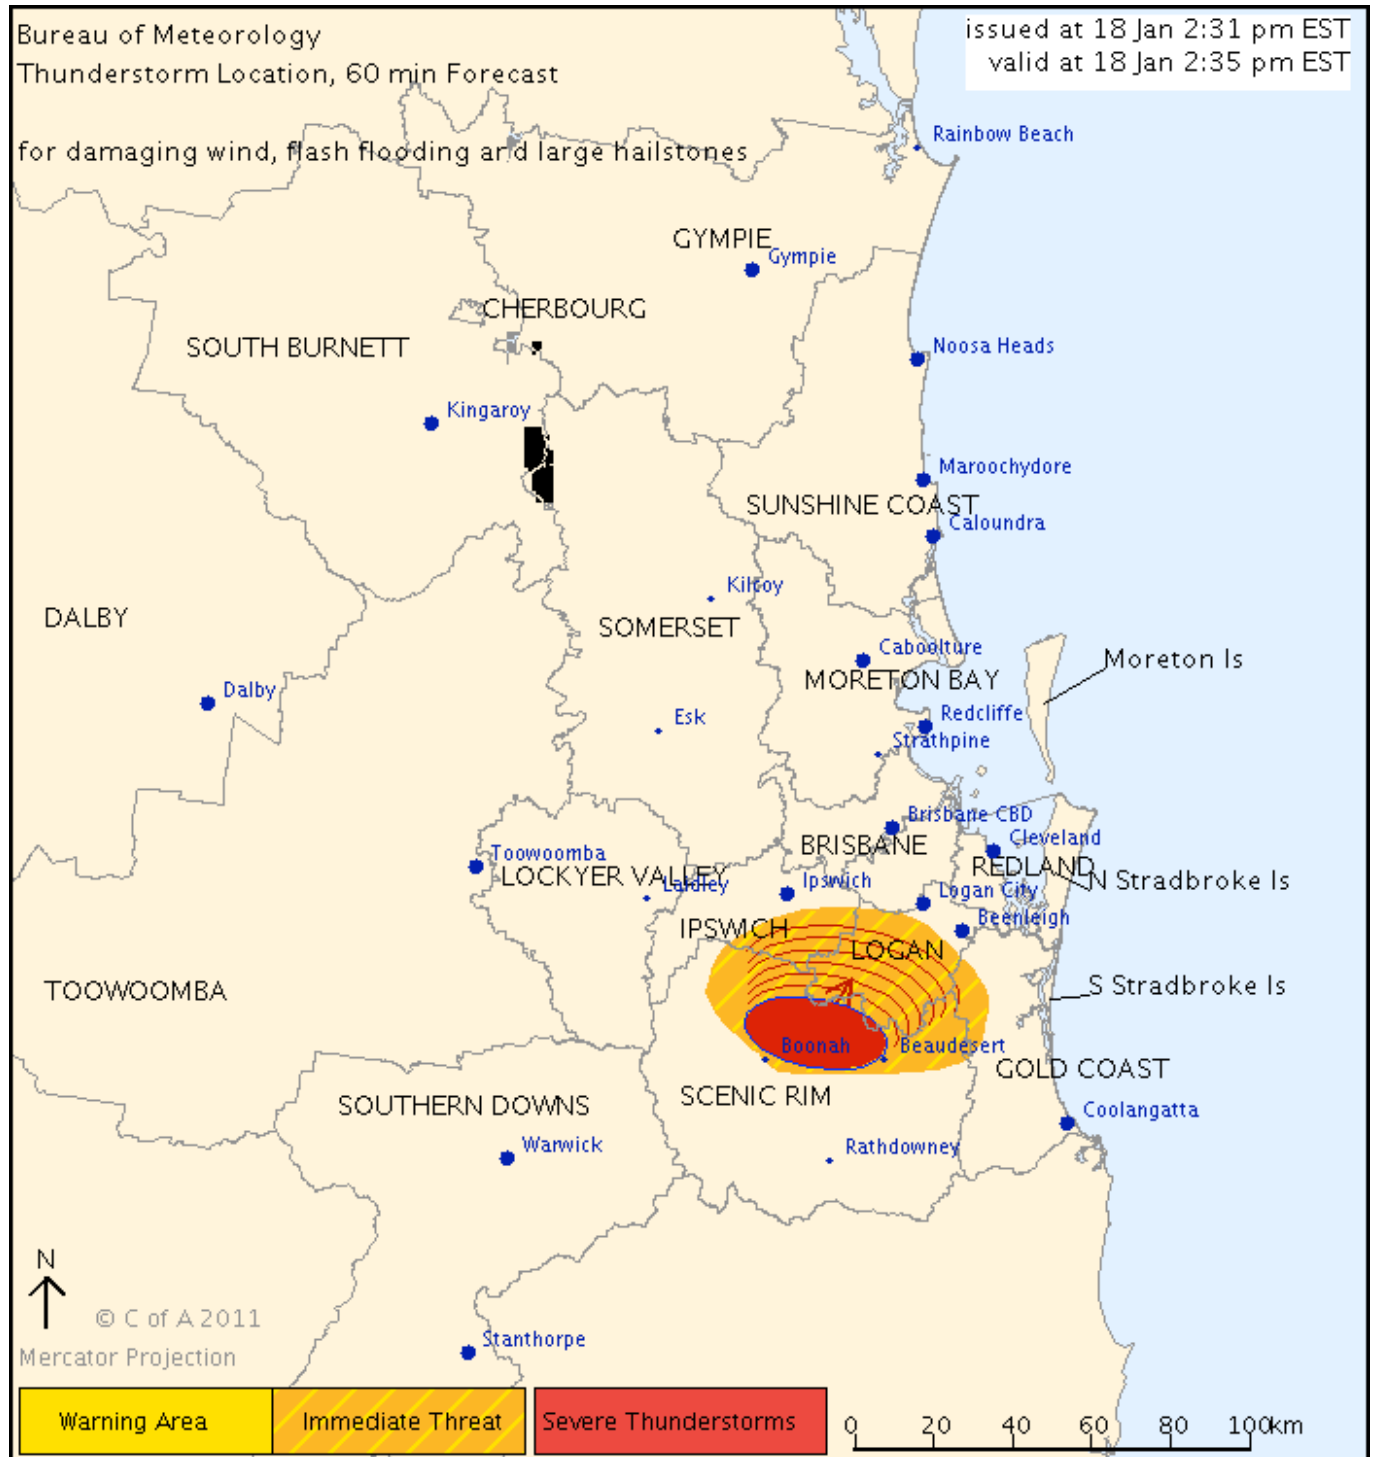 Bureau of Meteorology
issued at 18 Jan 2:31 pm EST
Thunderstorm Location, 60 min Forecast
valid at 18 Jan 2:35 pm EST
for damaging wind, flash flooding and large hailstones
Rainbow Beach
GYMPIE
Gympie
CHERBOURG
SOUTH BURNETT
Noosa Heads
Kingaroy
Maroochydore
SUNSHINE COAST
Caloundra
Kilcoy
DALBY
SOMERSET
Caboolture
Moreton Is
MORETON BAY
Dalby
Esk
Redcliffe
Strathpine
Brisbane CBD
BRISBANE
Cleveland
Toowoomba
REDLAND
LOCKYER VALLEY
Laidley
Ipswich
N Stradbroke Is
Logan City
Beenleigh
IPSWICH
LOGAN
TOOWOOMBA
S Stradbroke Is
Boonah
Beaudesert
GOLD COAST
SCENIC RIM
SOUTHERN DOWNS
Coolangatta
Warwick
Rathdowney
N
© C of A 2011
Stanthorpe
Mercator Projection
Warning Area
Immediate Threat
Severe Thunderstorms
0 20 40 60 80 100km